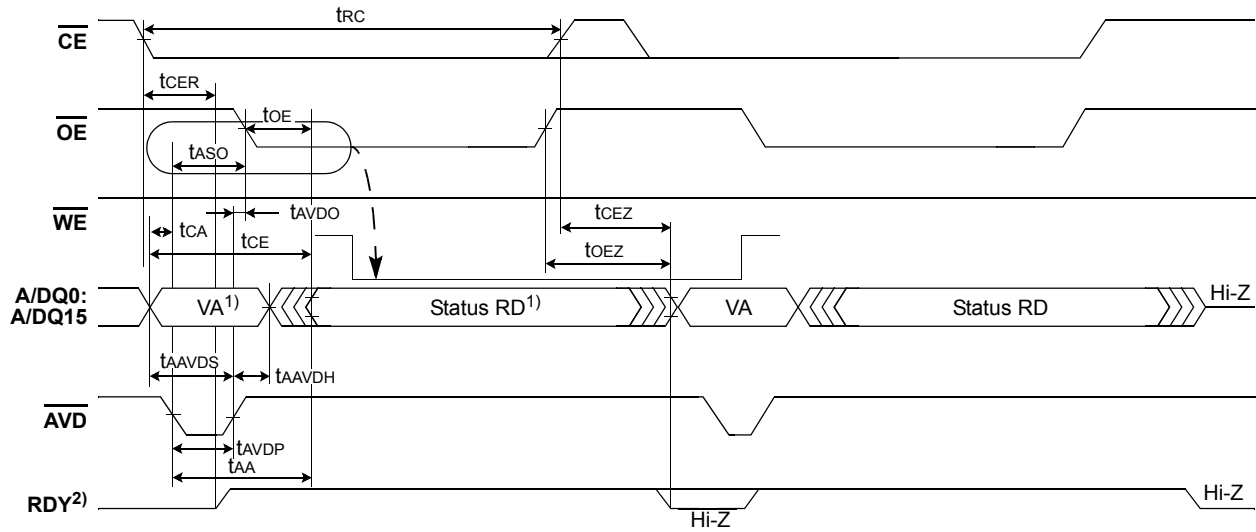 tRC
CE
tCER
tOE
OE
tASO
tAVDO
WE
tCA
tCE
tCEZ
tOEZ
A/DQ0:
A/DQ15
VA1)
Status RD1)
VA
Status RD
Hi-Z
tAAVDS
tAAVDH
AVD
tAVDP
tAA
RDY2)
Hi-Z
Hi-Z